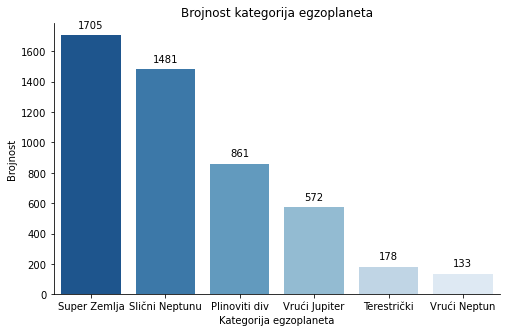 Brojnost kategorija egzoplaneta
1705
1481
861
572
178
133
1600
1400
1200
1000
800
600
400
200
0
Brojnost
Super Zemlja
Slični Neptunu
Plinoviti div
Vrući Jupiter
Terestrički
Vrući Neptun
Kategorija egzoplaneta